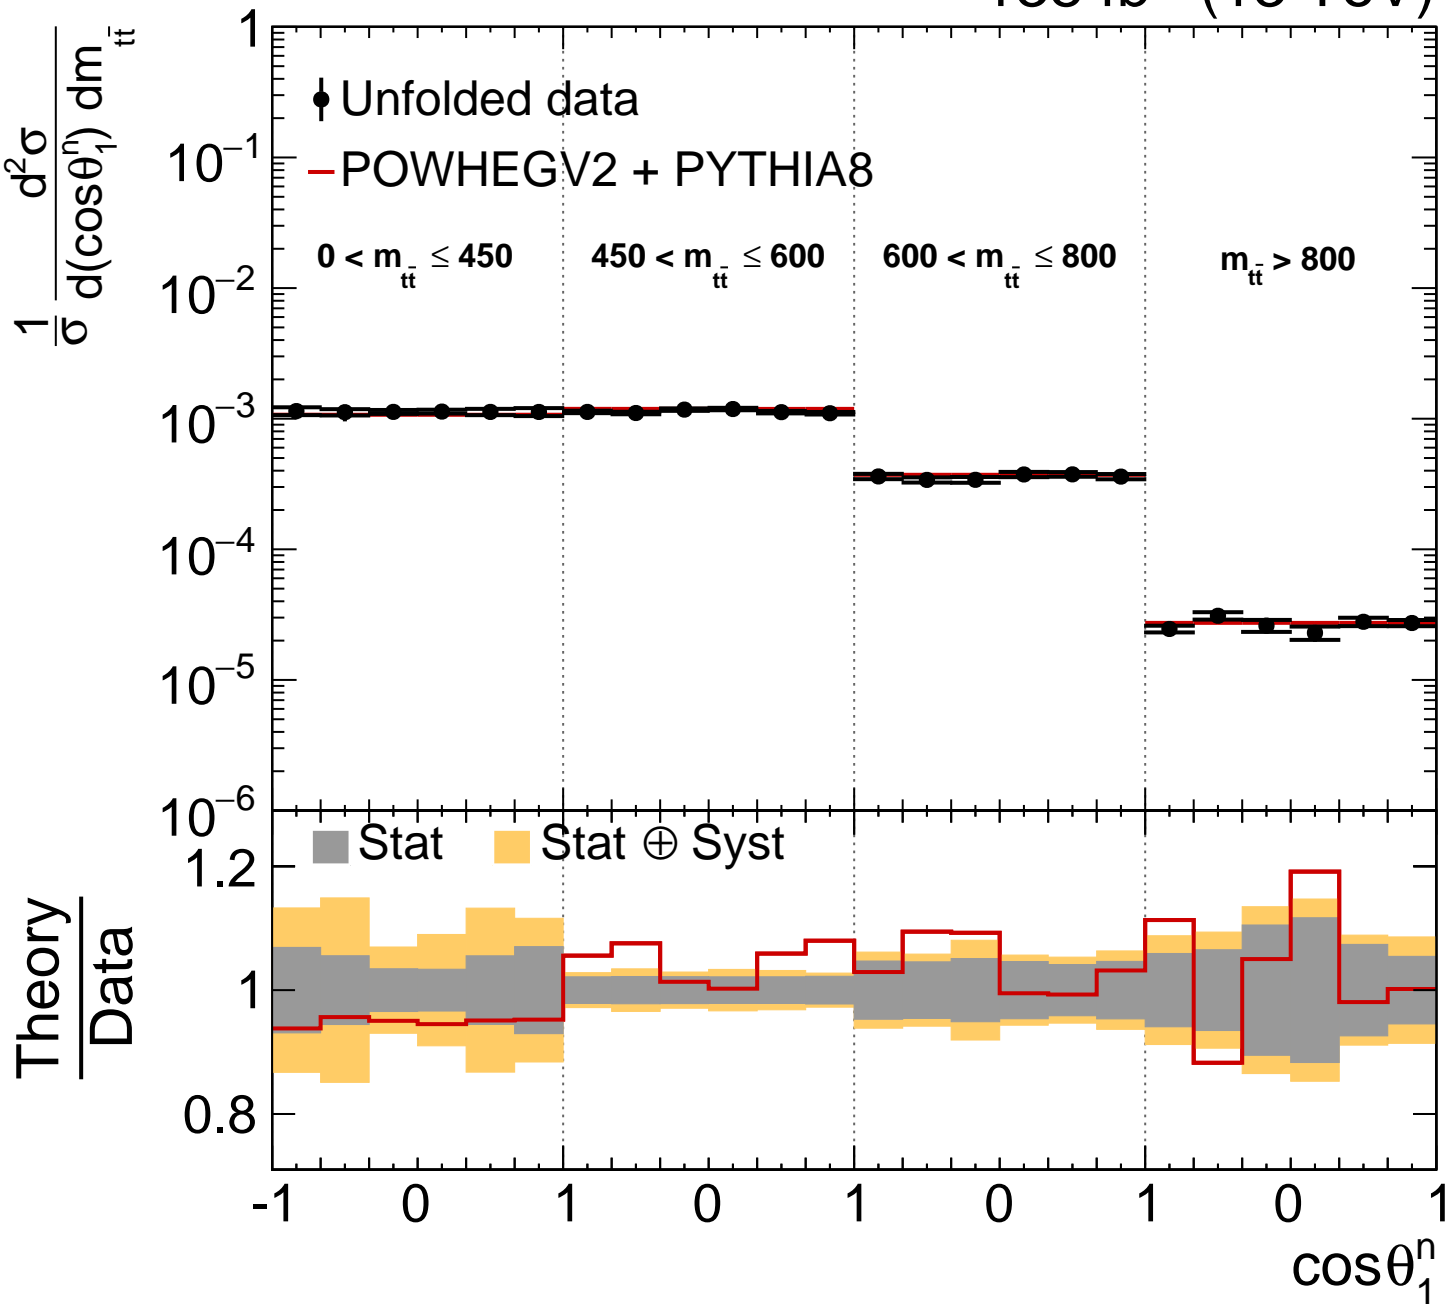 1
1/σ d²σ/d(cosθ₁ⁿ) dm_tt̄
Unfolded data
POWHEGV2 + PYTHIA8
10⁻¹
0 < m_tt̄ ≤ 450 450 < m_tt̄ ≤ 600 600 < m_tt̄ ≤ 800 m_tt̄ > 800
10⁻²
10⁻³
10⁻⁴
10⁻⁵
10⁻⁶
Stat Stat ⊕ Syst
1.2
1
0.8
Theory
Data
-1 0 1 0 1 0 1 0 1
cosθ₁ⁿ